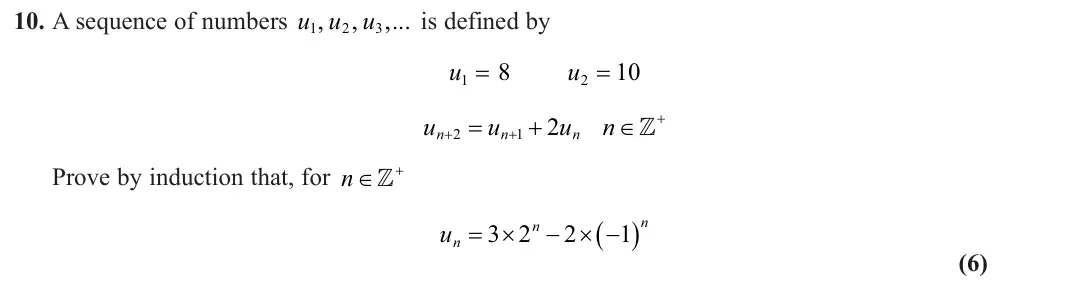 10. A sequence of numbers u₁, u₂, u₃,... is defined by
u₁ = 8 u₂ = 10
uₙ₊₂ = uₙ₊₁ + 2uₙ n ∈ ℤ⁺
Prove by induction that, for n ∈ ℤ⁺
uₙ = 3 × 2ⁿ − 2 × (−1)ⁿ
(6)